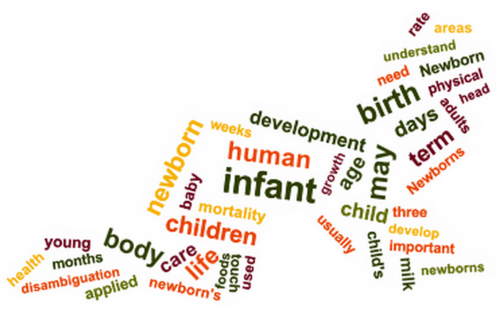 rate
areas
understand
need
Newborn
physical
head
birth
adults
days
term
Newborns
development
weeks
newborn
human
growth
age
may
infant
baby
mortality
child
three
children
usually
develop
important
child's
milk
newborns
young
body
care
life
touch
spoon
used
health
months
disambiguation
applied
newborn's